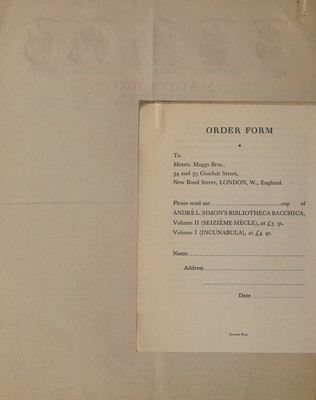 ORDER FORM
To
Messrs. Maggs Bros.,
34 and 35 Conduit Street,
New Bond Street, LONDON, W., England.
Please send me cop of
ANDRÉ L. SIMON'S BIBLIOTHECA BACCHICA,
Volume II (SEIZIÈME SIÈCLE), at £3 3s.
Volume I (INCUNABULA), at £4 4s.
Name
Address
Date